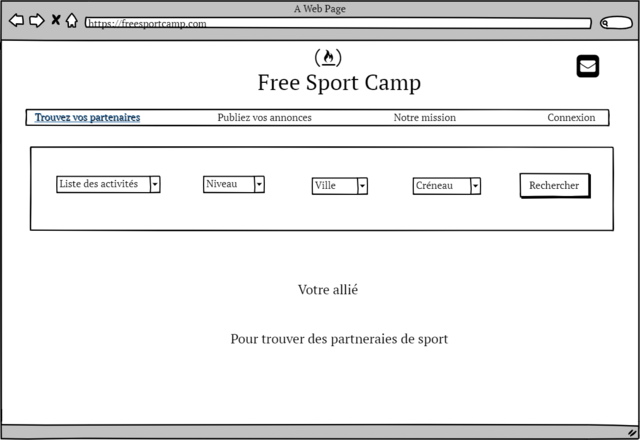 A Web Page
https://freesportcamp.com
Free Sport Camp
Trouvez vos partenaires Publiez vos annonces Notre mission Connexion
Liste des activités Niveau Ville Créneau Rechercher
Votre allié
Pour trouver des partneraies de sport